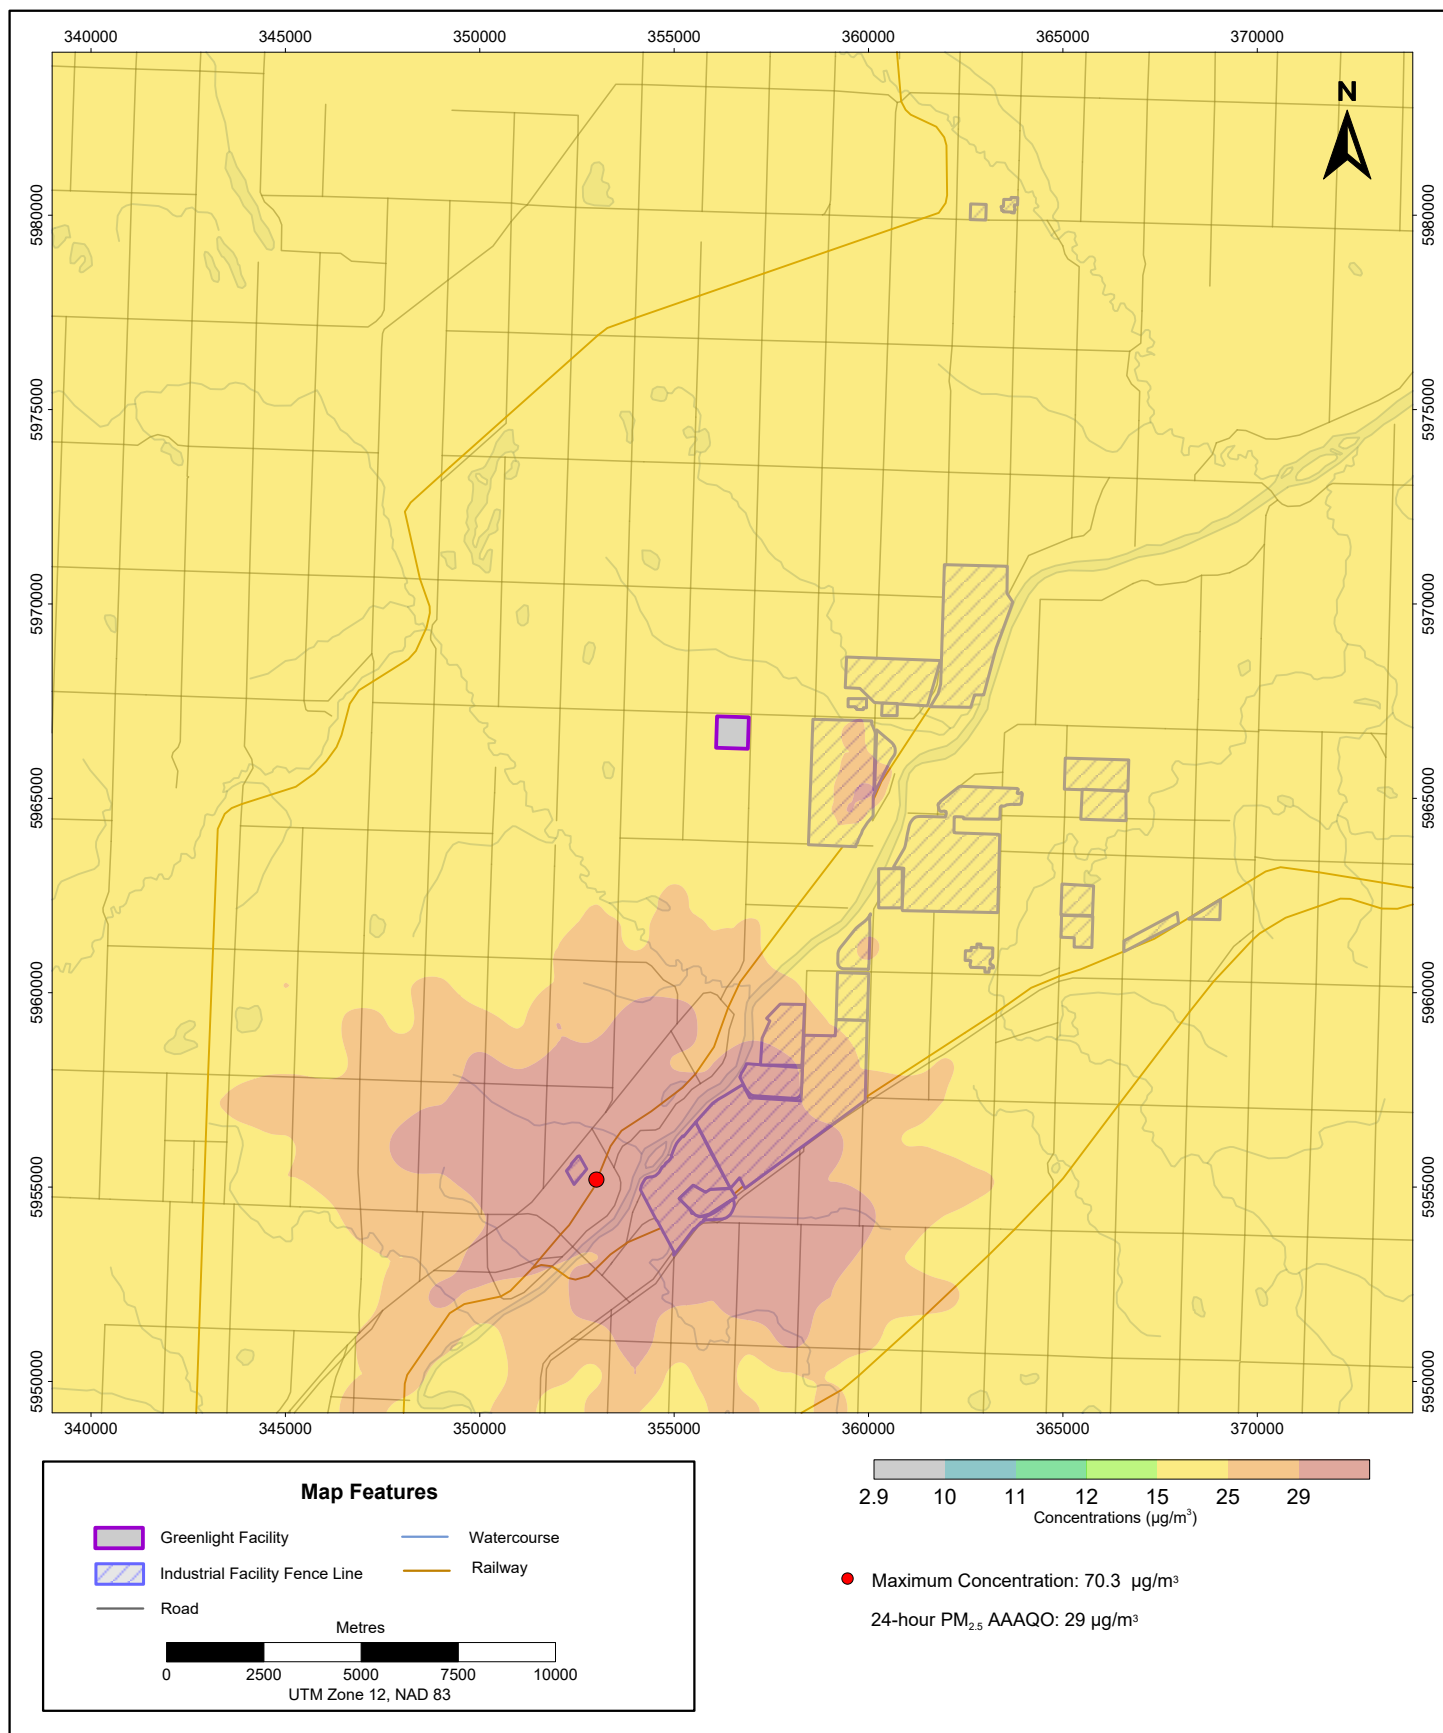 340000 345000 350000 355000 360000 365000 370000
N
5980000
5975000
5970000
5965000
5960000
5955000
5950000
5980000
5975000
5970000
5965000
5960000
5955000
5950000
340000 345000 350000 355000 360000 365000 370000
Map Features
Greenlight Facility
Industrial Facility Fence Line
Road
Watercourse
Railway
Metres
0 2500 5000 7500 10000
UTM Zone 12, NAD 83
2.9 10 11 12 15 25 29
Concentrations (µg/m³)
Maximum Concentration: 70.3 µg/m³
24-hour PM2.5 AAAQO: 29 µg/m³